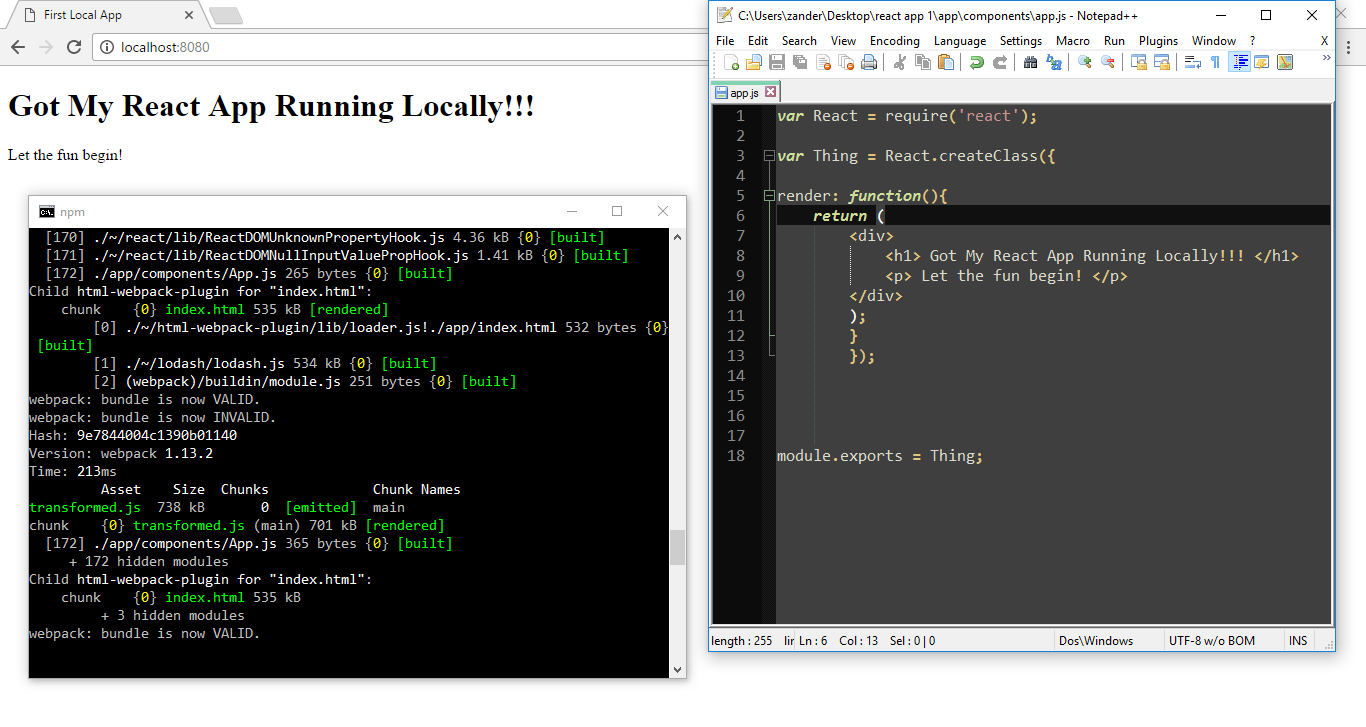 First Local App
localhost:8080
Got My React App Running Locally!!!
Let the fun begin!
npm
[170] ./~/react/lib/ReactDOMUnknownPropertyHook.js 4.36 kB {0} [built]
[171] ./~/react/lib/ReactDOMNullInputValuePropHook.js 1.41 kB {0} [built]
[172] ./app/components/App.js 265 bytes {0} [built]
Child html-webpack-plugin for "index.html":
chunk    {0} index.html 535 kB [rendered]
[0] ./~/html-webpack-plugin/lib/loader.js!./app/index.html 532 bytes {0}
[built]
[1] ./~/lodash/lodash.js 534 kB {0} [built]
[2] (webpack)/buildin/module.js 251 bytes {0} [built]
webpack: bundle is now VALID.
webpack: bundle is now INVALID.
Hash: 9e7844004c1390b01140
Version: webpack 1.13.2
Time: 213ms
Asset    Size  Chunks             Chunk Names
transformed.js  738 kB       0  [emitted]  main
chunk    {0} transformed.js (main) 701 kB [rendered]
[172] ./app/components/App.js 365 bytes {0} [built]
+ 172 hidden modules
Child html-webpack-plugin for "index.html":
chunk    {0} index.html 535 kB
+ 3 hidden modules
webpack: bundle is now VALID.
C:\Users\zander\Desktop\react app 1\app\components\app.js - Notepad++
File Edit Search View Encoding Language Settings Macro Run Plugins Window ? X
app.js
1 var React = require('react');
2
3 var Thing = React.createClass({
4
5 render: function(){
6 return (
7 <div>
8 <h1> Got My React App Running Locally!!! </h1>
9 <p> Let the fun begin! </p>
10 </div>
11 );
12 }
13 });
14
15
16
17
18 module.exports = Thing;
length : 255 lir Ln : 6 Col : 13 Sel : 0 | 0 Dos\Windows UTF-8 w/o BOM INS